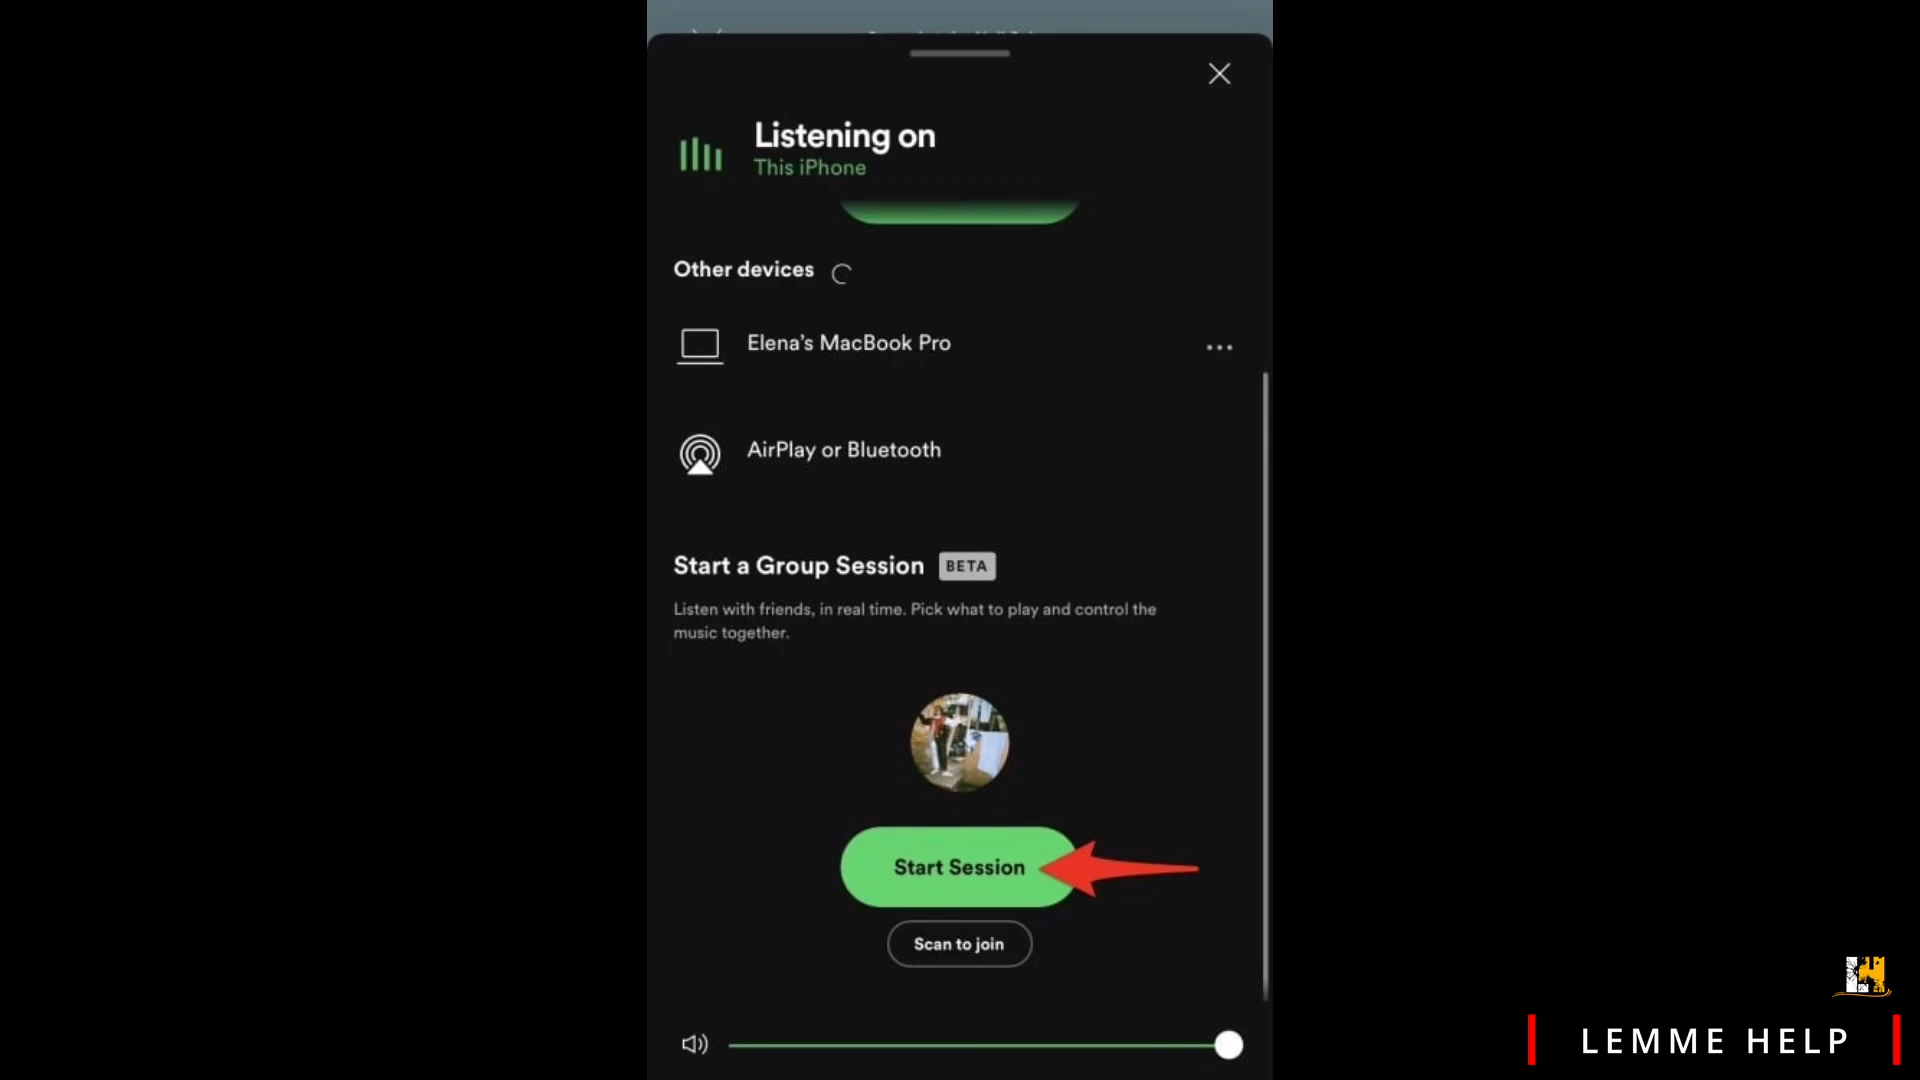 Listening on
This iPhone
Other devices
Elena's MacBook Pro
AirPlay or Bluetooth
Start a Group Session BETA
Listen with friends, in real time. Pick what to play and control the
music together.
Start Session
Scan to join
LEMME HELP